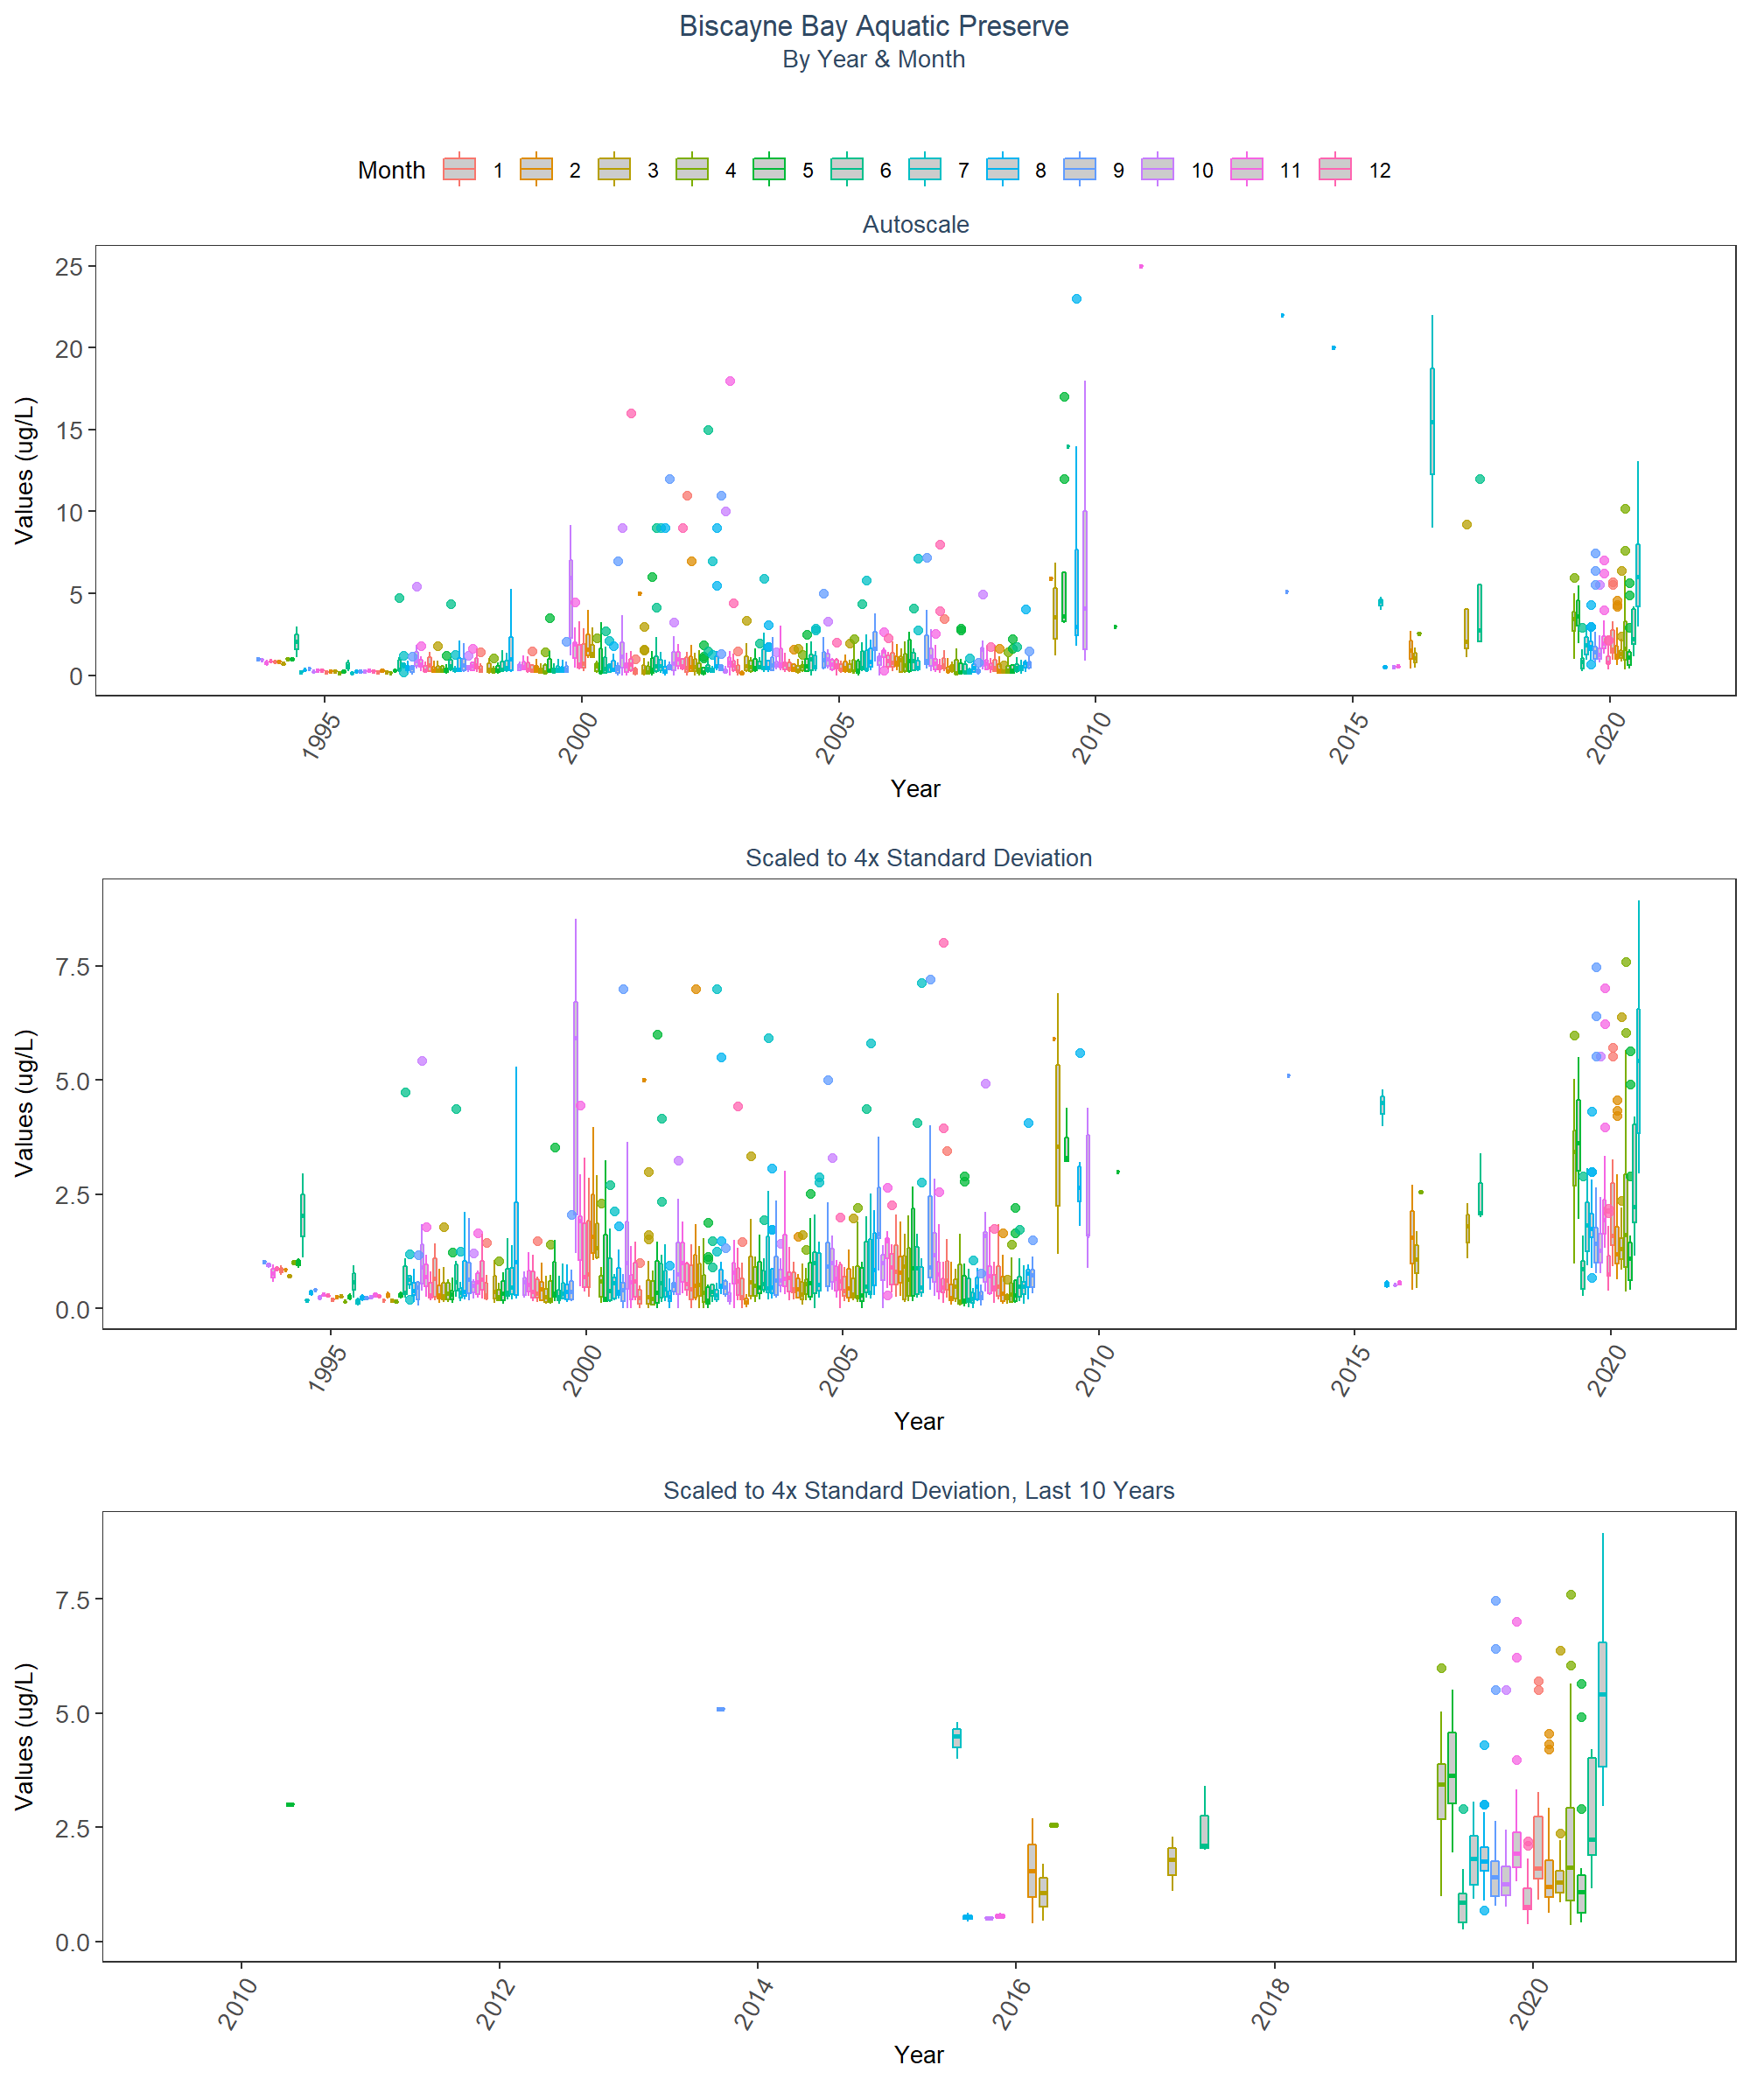 Biscayne Bay Aquatic Preserve
By Year & Month
Month 1 2 3 4 5 6 7 8 9 10 11 12
Autoscale
Values (ug/L)
25
20
15
10
5
0
1995 2000 2005 2010 2015 2020
Year
Scaled to 4x Standard Deviation
Values (ug/L)
7.5
5.0
2.5
0.0
1995 2000 2005 2010 2015 2020
Year
Scaled to 4x Standard Deviation, Last 10 Years
Values (ug/L)
7.5
5.0
2.5
0.0
2010 2012 2014 2016 2018 2020
Year